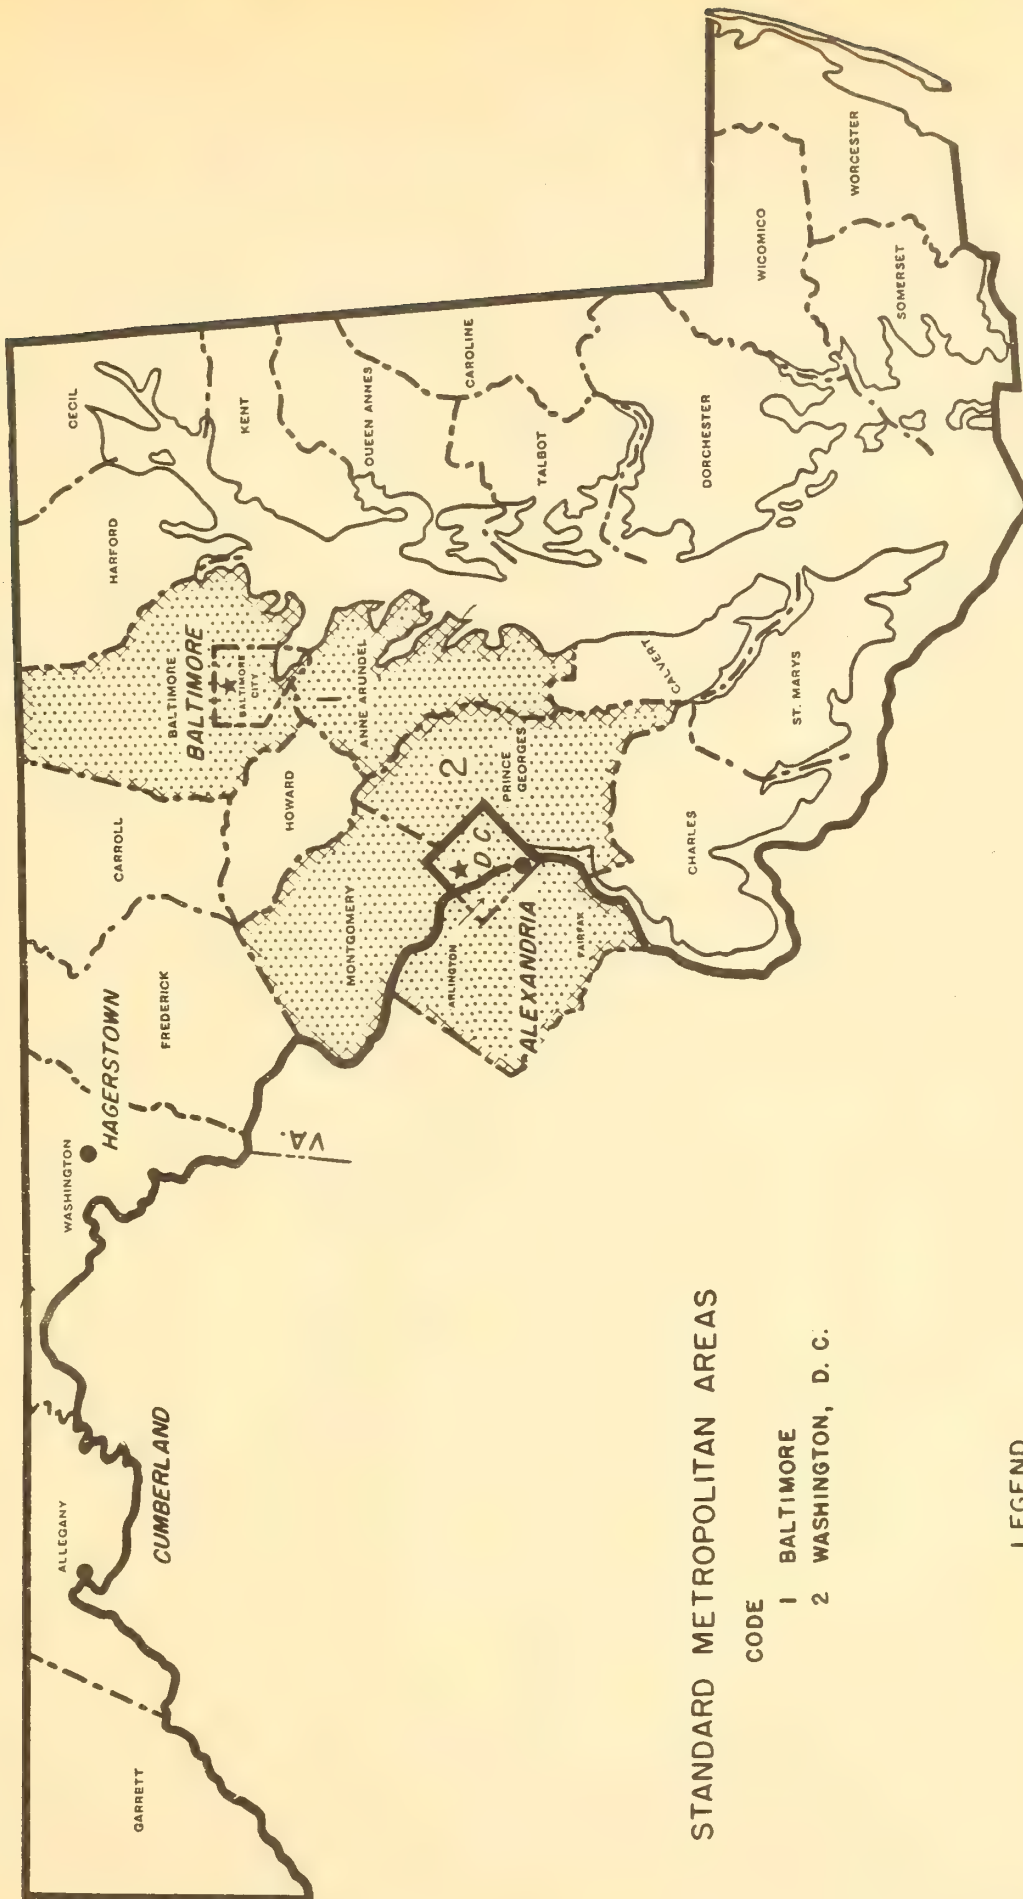 GARRETT
ALLEGANY
CUMBERLAND
WASHINGTON
HAGERSTOWN
FREDERICK
CARROLL
BALTIMORE
BALTIMORE
BALTIMORE
CITY
HARFORD
CECIL
KENT
HOWARD
1
ANNE ARUNDEL
QUEEN ANNES
CAROLINE
MONTGOMERY
2
VA.
ARLINGTON
D C
PRINCE
GEORGES
TALBOT
ALEXANDRIA
FAIRFAX
CALVERT
CHARLES
ST. MARYS
DORCHESTER
WICOMICO
WORCESTER
SOMERSET
STANDARD METROPOLITAN AREAS
CODE
1 BALTIMORE
2 WASHINGTON, D. C.
LEGEND